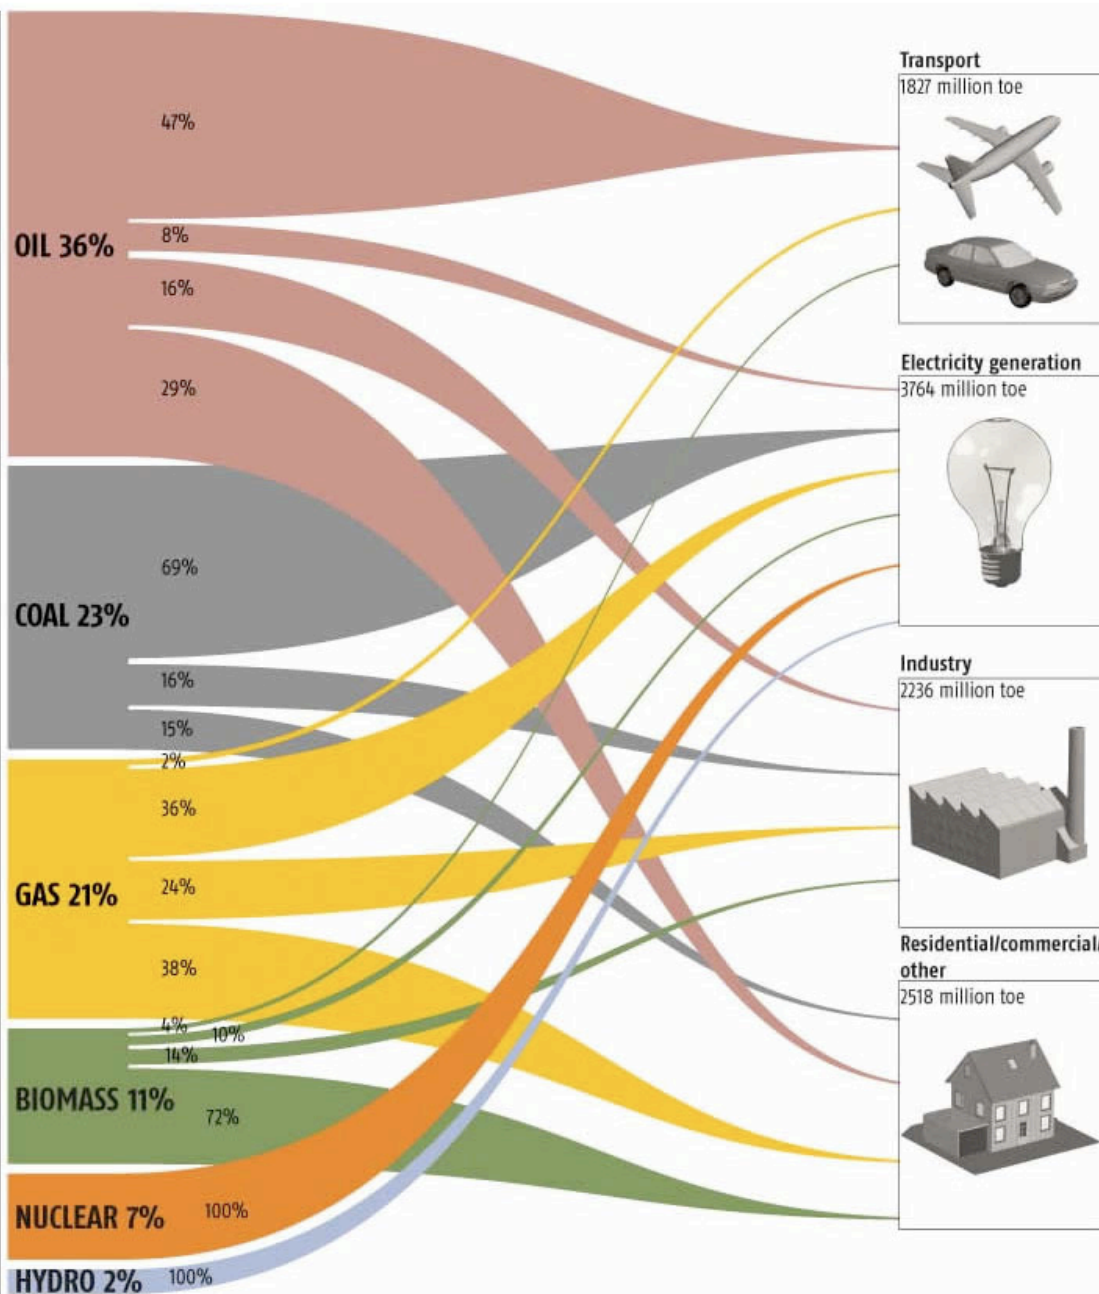 47%
OIL 36%
8%
16%
29%
COAL 23%
69%
16%
15%
GAS 21%
2%
36%
24%
38%
BIOMASS 11%
4%
10%
14%
72%
NUCLEAR 7%
100%
HYDRO 2%
100%
Transport
1827 million toe
Electricity generation
3764 million toe
Industry
2236 million toe
Residential/commercial/
other
2518 million toe